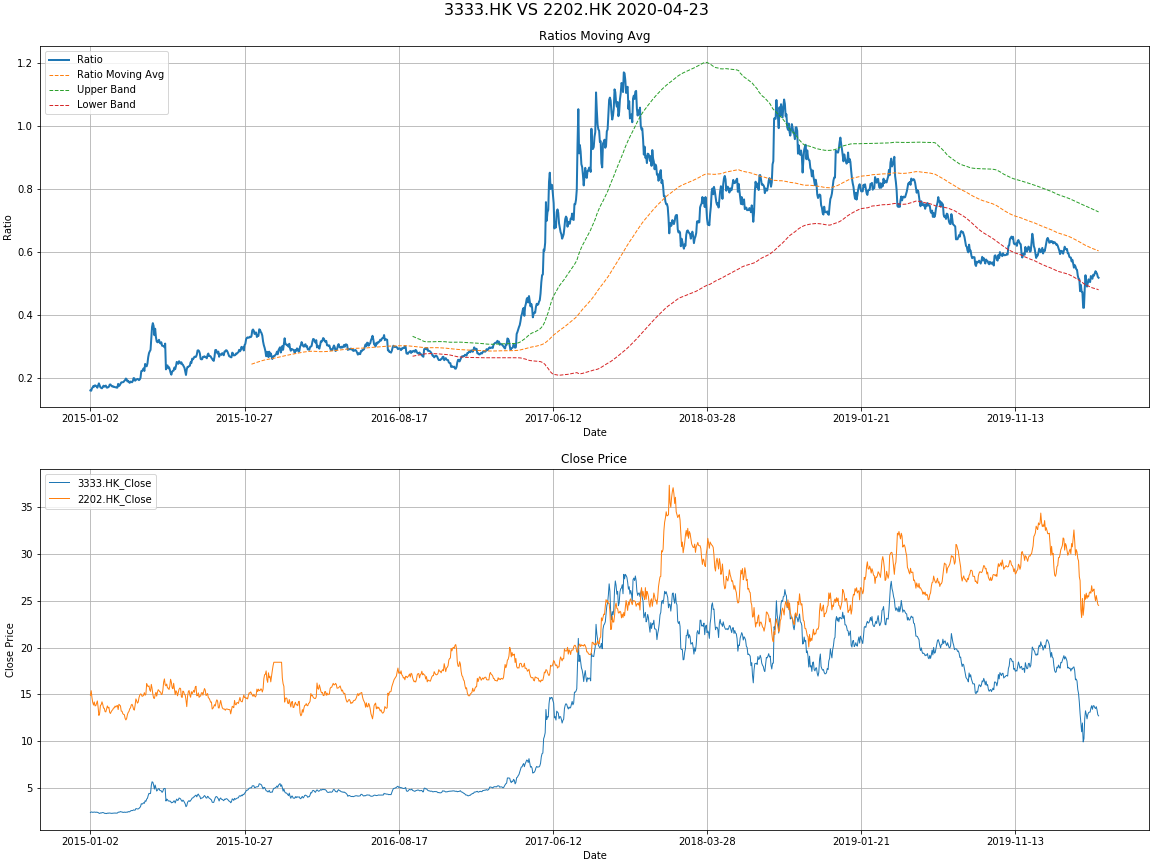 3333.HK VS 2202.HK 2020-04-23
Ratios Moving Avg
Ratio
Ratio Moving Avg
Upper Band
Lower Band
1.2
1.0
0.8
0.6
0.4
0.2
Ratio
2015-01-02 2015-10-27 2016-08-17 2017-06-12 2018-03-28 2019-01-21 2019-11-13
Date
Close Price
3333.HK_Close
2202.HK_Close
35
30
25
20
15
10
5
Close Price
2015-01-02 2015-10-27 2016-08-17 2017-06-12 2018-03-28 2019-01-21 2019-11-13
Date